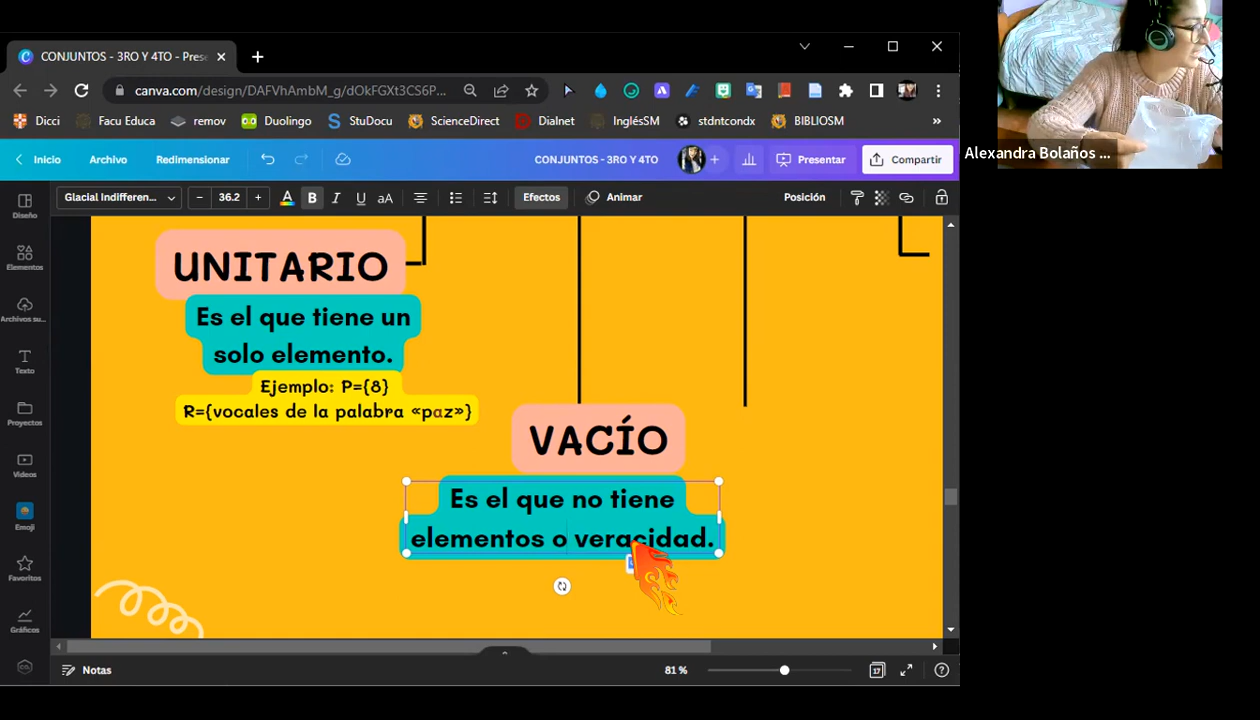 CONJUNTOS - 3RO Y 4TO - Pres
canva.com/design/DAFVhAmbM_g/dOkFGXt3CS6P...
Dicci
Facu Educa
remov
Duolingo
StuDocu
ScienceDirect
Dialnet
InglésSM
stdntcondx
BIBLIOSM
»
Inicio
Archivo
Redimensionar
CONJUNTOS - 3RO Y 4TO
Presentar
Compartir
Glacial Indifferen...
36.2
A
B
I
U
aA
Efectos
Animar
Posición
Diseño
Elementos
Archivos su...
Texto
Proyectos
Videos
Emoji
Favoritos
Gráficos
UNITARIO
Es el que tiene un
solo elemento.
Ejemplo: P={8}
R={vocales de la palabra «paz»}
VACÍO
Es el que no tiene
elementos o veracidad.
Notas
81 %
17
Alexandra Bolaños ...